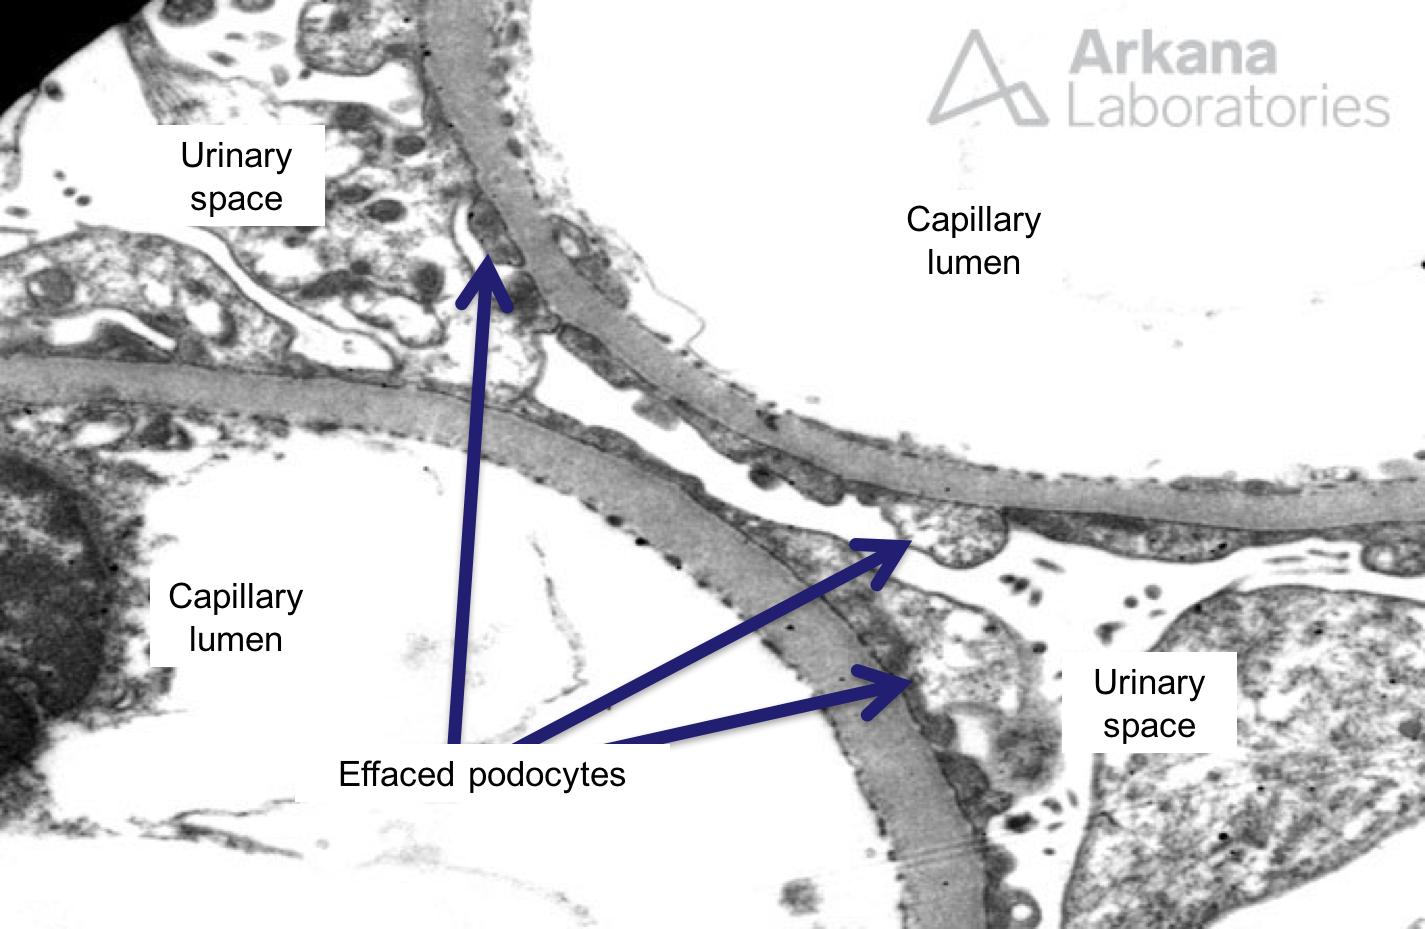 Arkana
Laboratories
Urinary
space
Capillary
lumen
Capillary
lumen
Urinary
space
Effaced podocytes